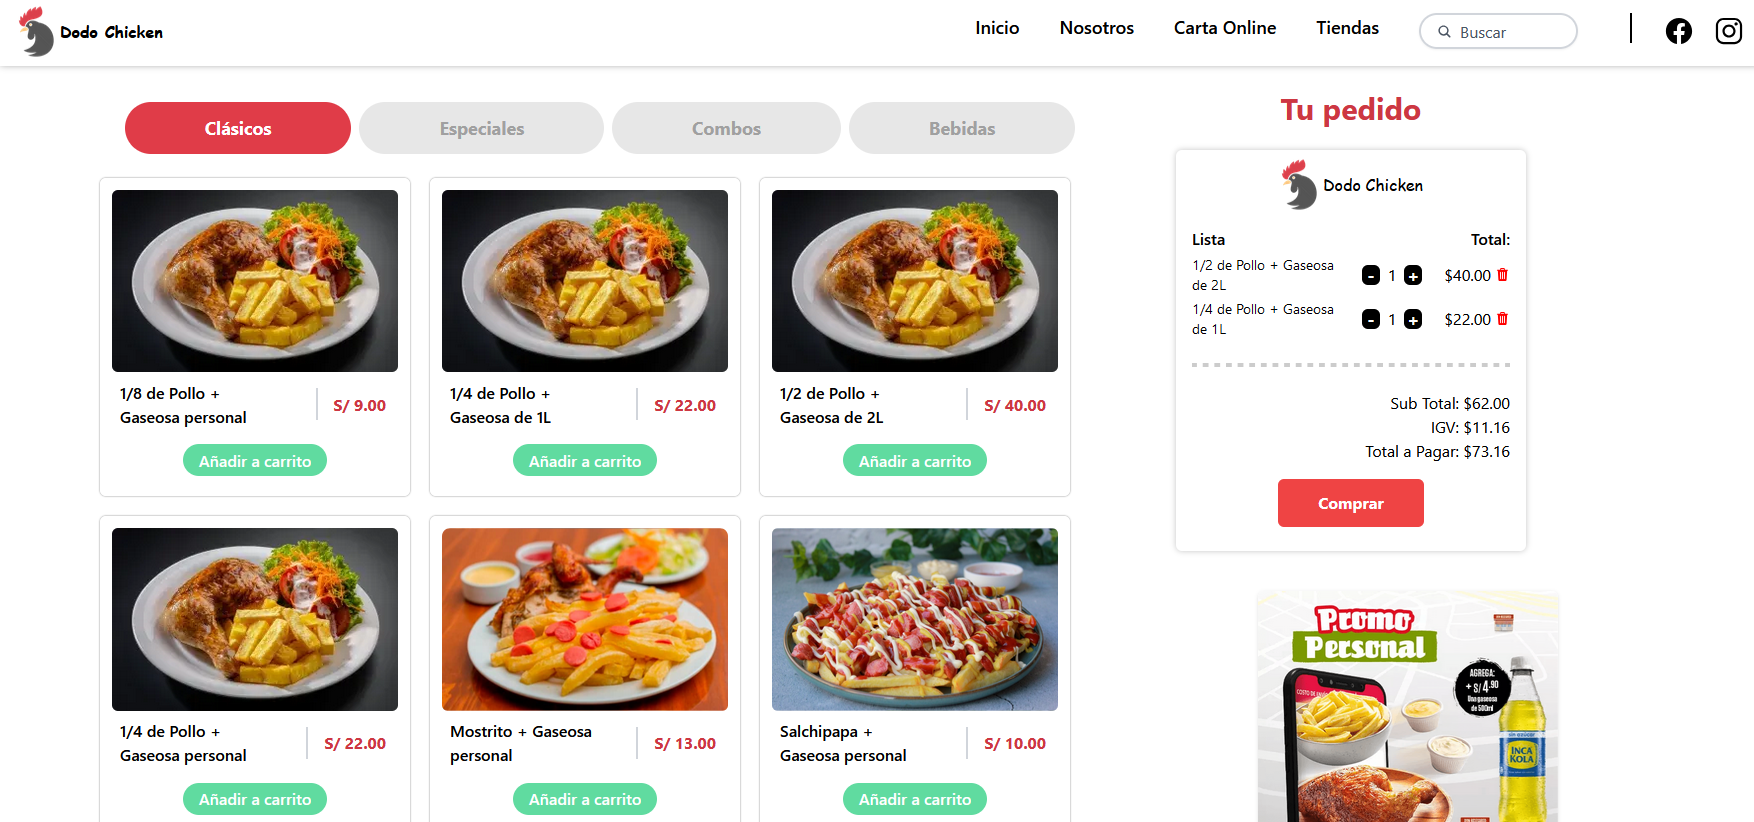 Dodo Chicken
Inicio
Nosotros
Carta Online
Tiendas
Buscar
Clásicos
Especiales
Combos
Bebidas
1/8 de Pollo +
Gaseosa personal
S/ 9.00
Añadir a carrito
1/4 de Pollo +
Gaseosa de 1L
S/ 22.00
Añadir a carrito
1/2 de Pollo +
Gaseosa de 2L
S/ 40.00
Añadir a carrito
1/4 de Pollo +
Gaseosa personal
S/ 22.00
Añadir a carrito
Mostrito + Gaseosa
personal
S/ 13.00
Añadir a carrito
Salchipapa +
Gaseosa personal
S/ 10.00
Añadir a carrito
Tu pedido
Dodo Chicken
Lista
Total:
1/2 de Pollo + Gaseosa
de 2L
- 1 + $40.00
1/4 de Pollo + Gaseosa
de 1L
- 1 + $22.00
Sub Total: $62.00
IGV: $11.16
Total a Pagar: $73.16
Comprar
Promo
Personal
AGREGA:
+ S/4.90
Una gaseosa
de 500ml
INCA
KOLA